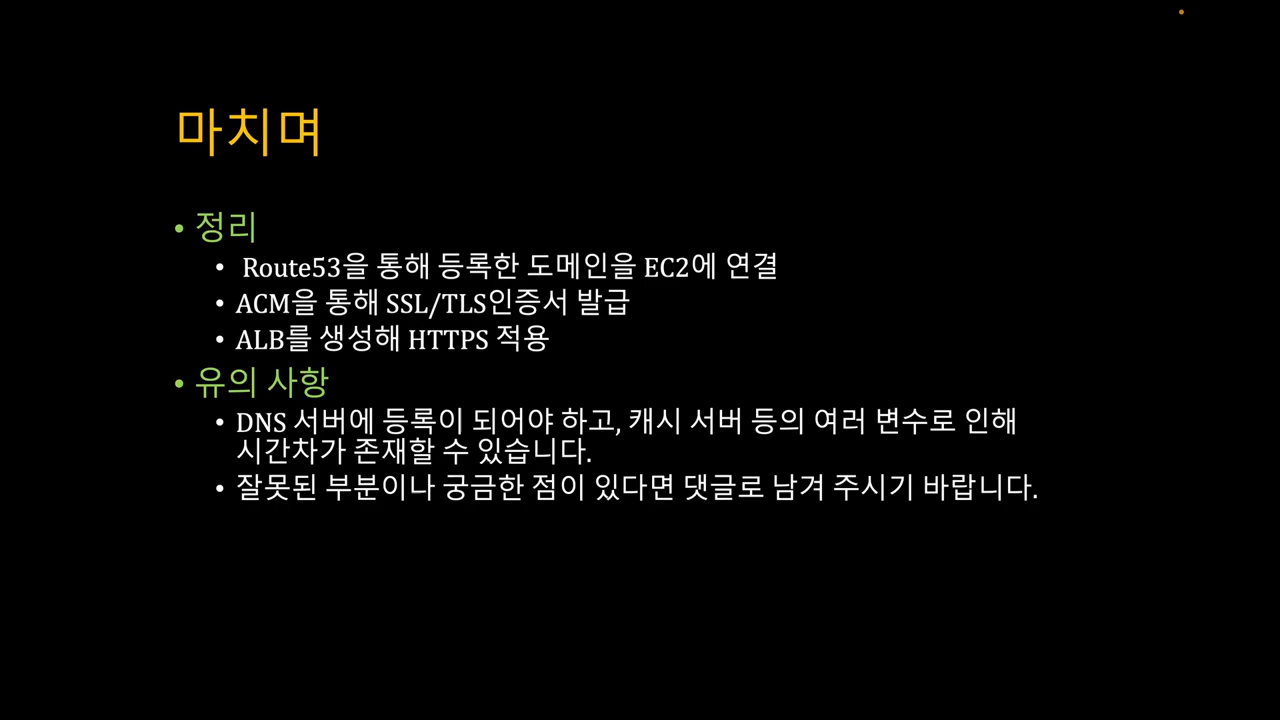 마치며
• 정리
• Route53을 통해 등록한 도메인을 EC2에 연결
• ACM을 통해 SSL/TLS인증서 발급
• ALB를 생성해 HTTPS 적용
• 유의 사항
• DNS 서버에 등록이 되어야 하고, 캐시 서버 등의 여러 변수로 인해
시간차가 존재할 수 있습니다.
• 잘못된 부분이나 궁금한 점이 있다면 댓글로 남겨 주시기 바랍니다.